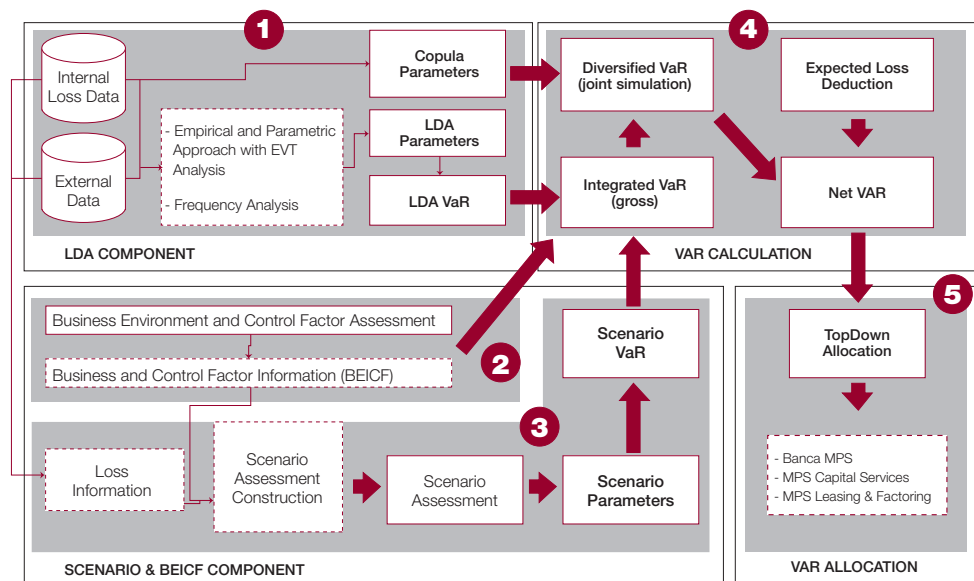 1
Internal
Loss Data
External
Data
- Empirical and Parametric
Approach with EVT
Analysis
- Frequency Analysis
Copula
Parameters
LDA
Parameters
LDA VaR
LDA COMPONENT
4
Diversified VaR
(joint simulation)
Expected Loss
Deduction
Integrated VaR
(gross)
Net VAR
VAR CALCULATION
Business Environment and Control Factor Assessment
Business and Control Factor Information (BEICF)
2
Scenario
VaR
3
Loss
Information
Scenario
Assessment
Construction
Scenario
Assessment
Scenario
Parameters
SCENARIO & BEICF COMPONENT
5
TopDown
Allocation
- Banca MPS
- MPS Capital Services
- MPS Leasing & Factoring
VAR ALLOCATION